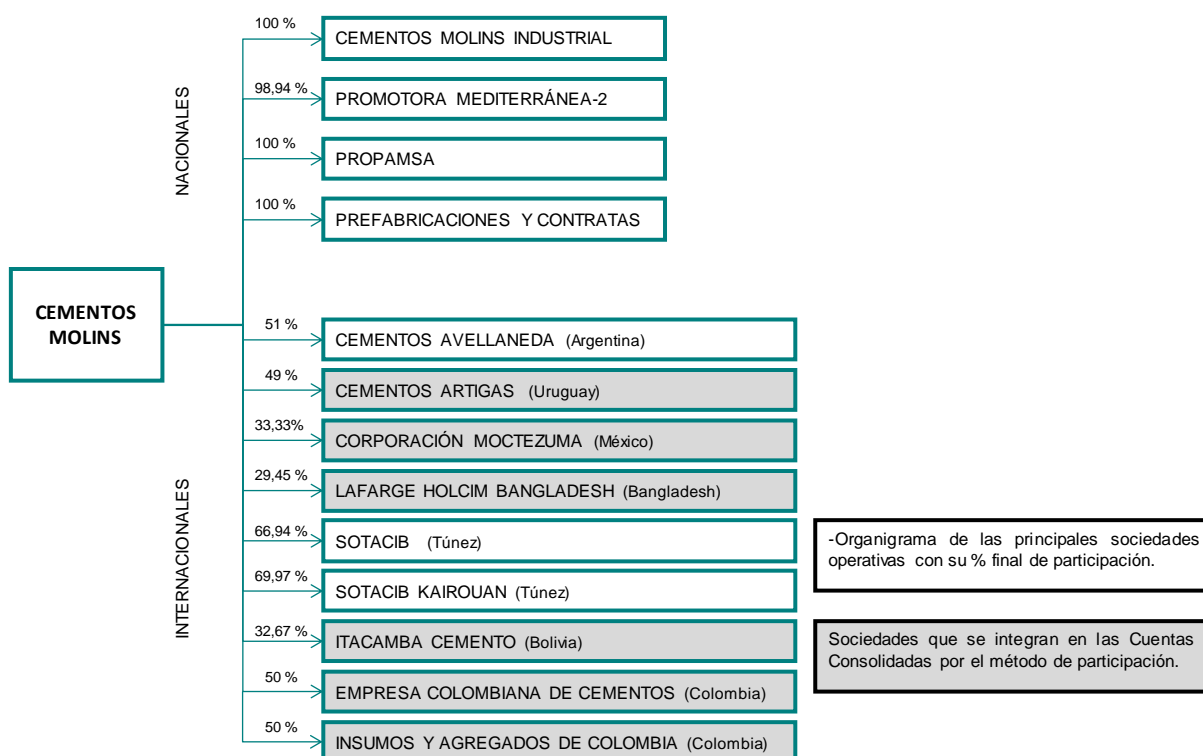 100 %
CEMENTOS MOLINS INDUSTRIAL
98,94 %
PROMOTORA MEDITERRÁNEA-2
100 %
PROPAMSA
100 %
PREFABRICACIONES Y CONTRATAS
NACIONALES
CEMENTOS
MOLINS
51 %
CEMENTOS AVELLANEDA (Argentina)
49 %
CEMENTOS ARTIGAS (Uruguay)
33,33%
CORPORACIÓN MOCTEZUMA (México)
29,45 %
LAFARGE HOLCIM BANGLADESH (Bangladesh)
66,94 %
SOTACIB (Túnez)
69,97 %
SOTACIB KAIROUAN (Túnez)
32,67 %
ITACAMBA CEMENTO (Bolivia)
50 %
EMPRESA COLOMBIANA DE CEMENTOS (Colombia)
50 %
INSUMOS Y AGREGADOS DE COLOMBIA (Colombia)
INTERNACIONALES
-Organigrama de las principales sociedades
operativas con su % final de participación.
Sociedades que se integran en las Cuentas
Consolidadas por el método de participación.